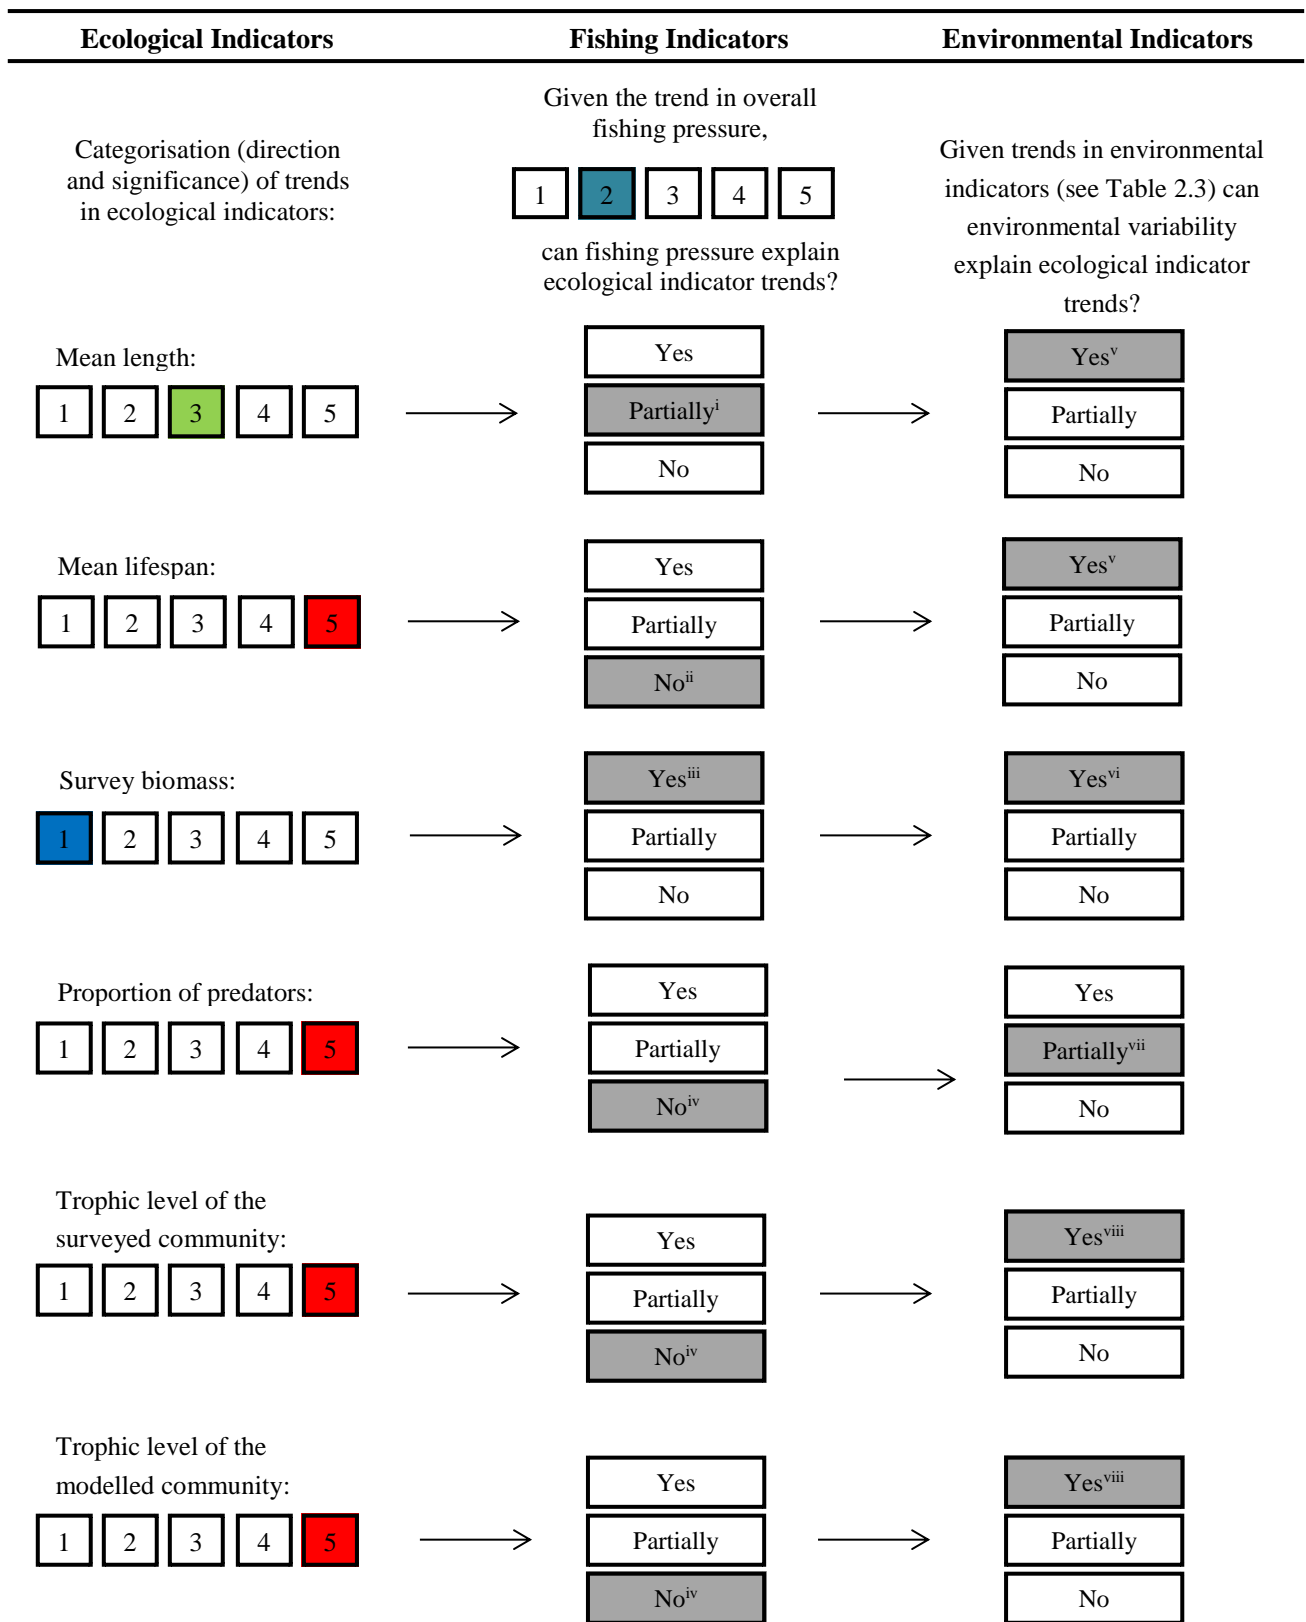 Ecological Indicators
Fishing Indicators
Environmental Indicators
Categorisation (direction
and significance) of trends
in ecological indicators:
Given the trend in overall
fishing pressure,
1 2 3 4 5
can fishing pressure explain
ecological indicator trends?
Given trends in environmental
indicators (see Table 2.3) can
environmental variability
explain ecological indicator
trends?
Mean length:
1 2 3 4 5
Yes
Partiallyⁱ
No
Yesᵛ
Partially
No
Mean lifespan:
1 2 3 4 5
Yes
Partially
Noⁱⁱ
Yesᵛ
Partially
No
Survey biomass:
1 2 3 4 5
Yesⁱⁱⁱ
Partially
No
Yesᵛⁱ
Partially
No
Proportion of predators:
1 2 3 4 5
Yes
Partially
Noⁱᵛ
Yes
Partiallyᵛⁱⁱ
No
Trophic level of the
surveyed community:
1 2 3 4 5
Yes
Partially
Noⁱᵛ
Yesᵛⁱⁱⁱ
Partially
No
Trophic level of the
modelled community:
1 2 3 4 5
Yes
Partially
Noⁱᵛ
Yesᵛⁱⁱⁱ
Partially
No